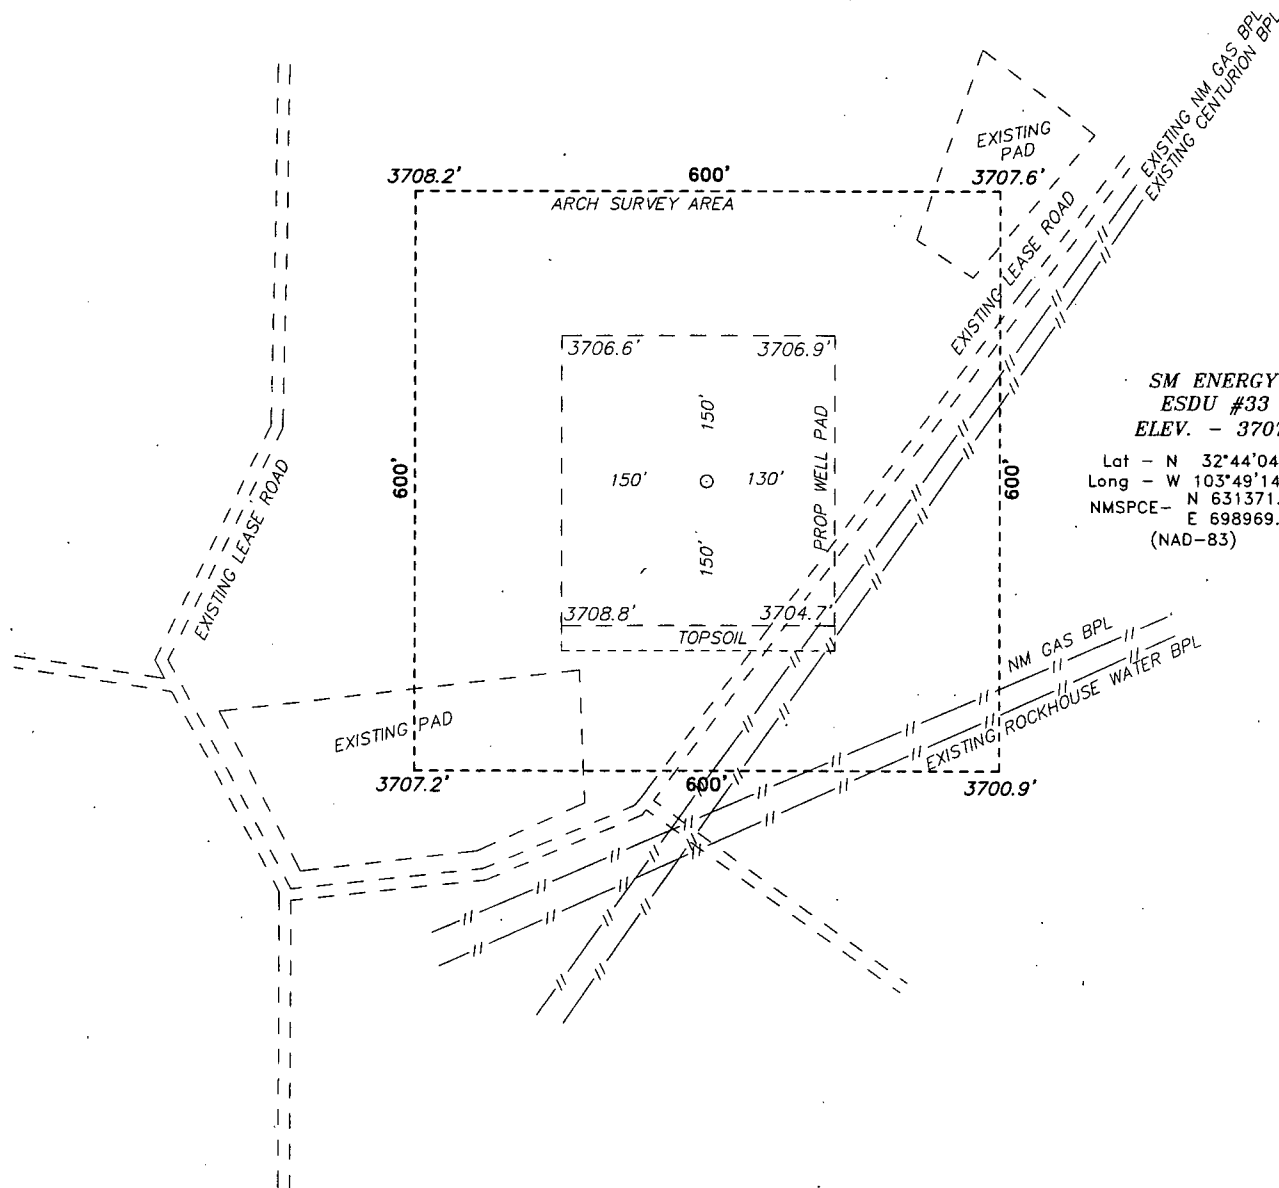 EXISTING NM GAS BPL
EXISTING CENTURION BPL
EXISTING
PAD
3708.2'
600'
3707.6'
ARCH SURVEY AREA
EXISTING LEASE ROAD
3706.6'
3706.9'
150'
600'
150'
130'
PROP WELL PAD
600'
150'
SM ENERGY
ESDU #33
ELEV. - 370
Lat - N 32°44'04
Long - W 103°49'14
NMSPCE- N 631371.
E 698969.
(NAD-83)
EXISTING LEASE ROAD
3708.8'
3704.7'
TOPSOIL
NM GAS BPL
EXISTING ROCKHOUSE WATER BPL
EXISTING PAD
3707.2'
600'
3700.9'